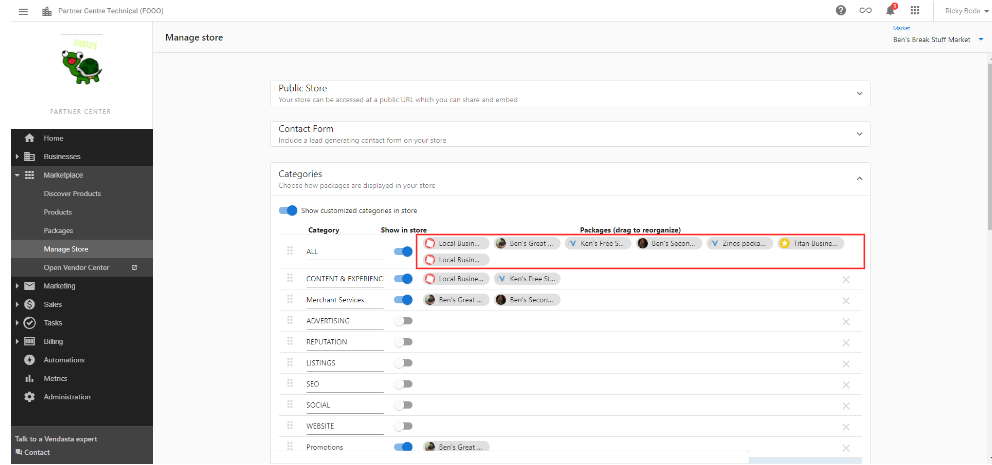 Partner Centre Technical (FOOO)
1
Ricky Bode
Manage store
Market
Ben's Break Stuff Market
PARTNER CENTER
Home
Businesses
Marketplace
Discover Products
Products
Packages
Manage Store
Open Vendor Center
Marketing
Sales
Tasks
Billing
Automations
Metrics
Administration
Talk to a Vendasta expert
Contact
Public Store
Your store can be accessed at a public URL which you can share and embed
Contact Form
Include a lead generating contact form on your store
Categories
Choose how packages are displayed in your store
Show customized categories in store
Category Show in store Packages (drag to reorganize)
ALL Local Busin... Ben's Great ... Ken's Free S... Ben's Secon... Zinos packa... Titan Busine...
Local Busin...
CONTENT & EXPERIENC Local Busine... Ken's Free St...
Merchant Services Ben's Great ... Ben's Secon...
ADVERTISING
REPUTATION
LISTINGS
SEO
SOCIAL
WEBSITE
Promotions Ben's Great ...